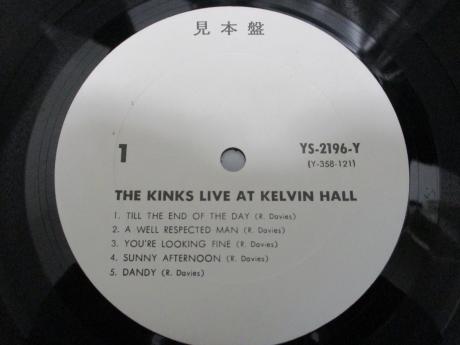 見本盤
1
YS-2196-Y
(Y-358-121)
THE KINKS LIVE AT KELVIN HALL
1. TILL THE END OF THE DAY (R. Davies)
2. A WELL RESPECTED MAN (R. Davies)
3. YOU'RE LOOKING FINE (R. Davies)
4. SUNNY AFTERNOON (R. Davies)
5. DANDY (R. Davies)